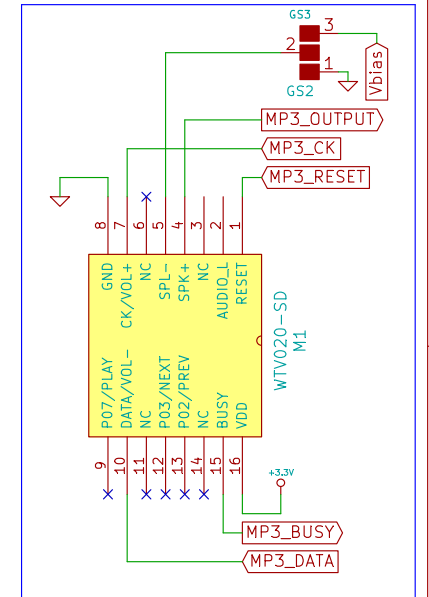 GS3
3
2
1
GS2
Vbias
MP3_OUTPUT
MP3_CK
MP3_RESET
8 7 6 5 4 3 2 1
GND CK/VOL+ NC SPL- SPK+ NC AUDIO_L RESET
WTV020-SD
M1
P07/PLAY DATA/VOL- NC P03/NEXT P02/PREV NC BUSY VDD
9 10 11 12 13 14 15 16
+3.3V
MP3_BUSY
MP3_DATA